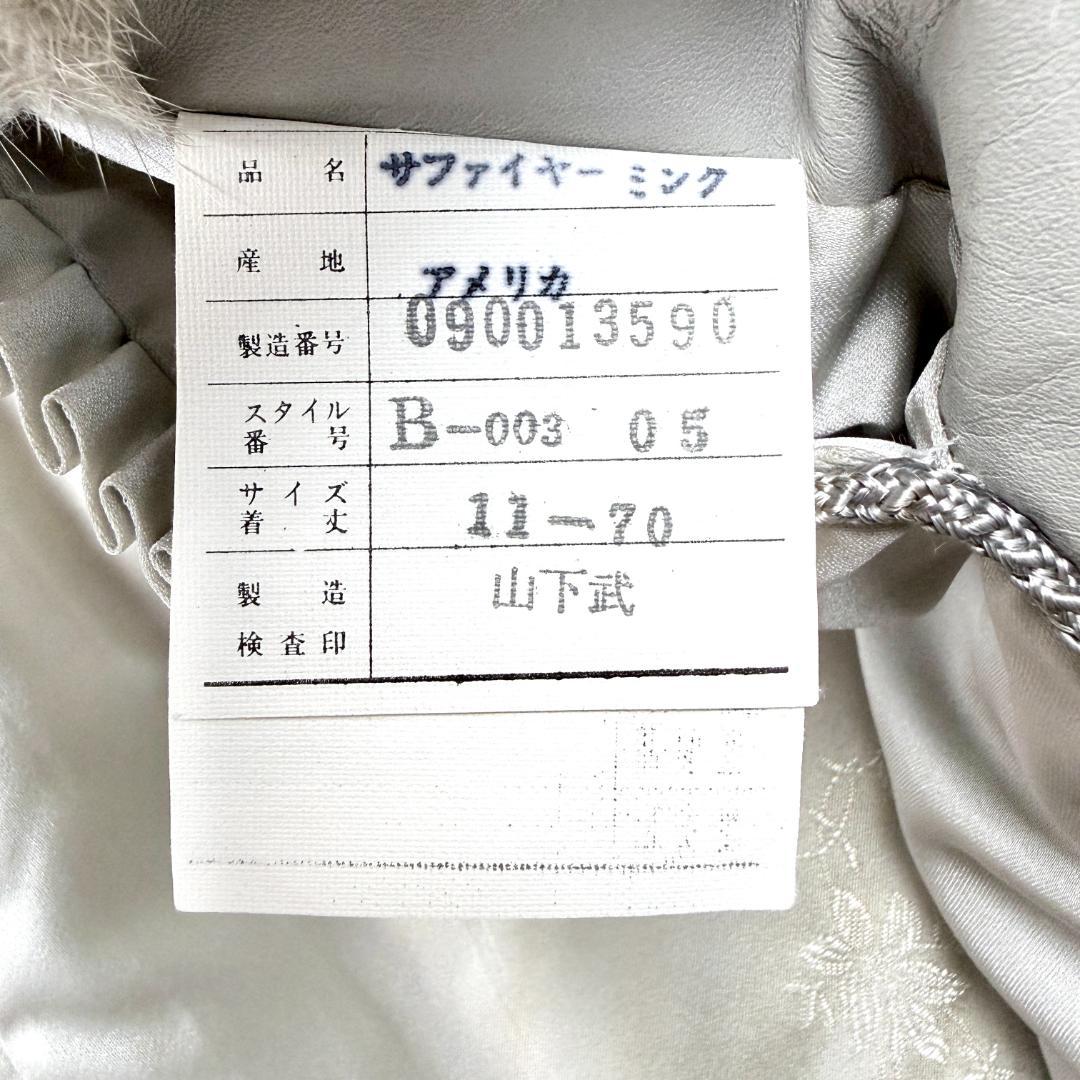 品名 サファイヤー ミンク
産地 アメリカ
製造番号 090013590
スタイル
番号 B-003 05
サイズ
着丈 11-70
製造 山下武
検査印